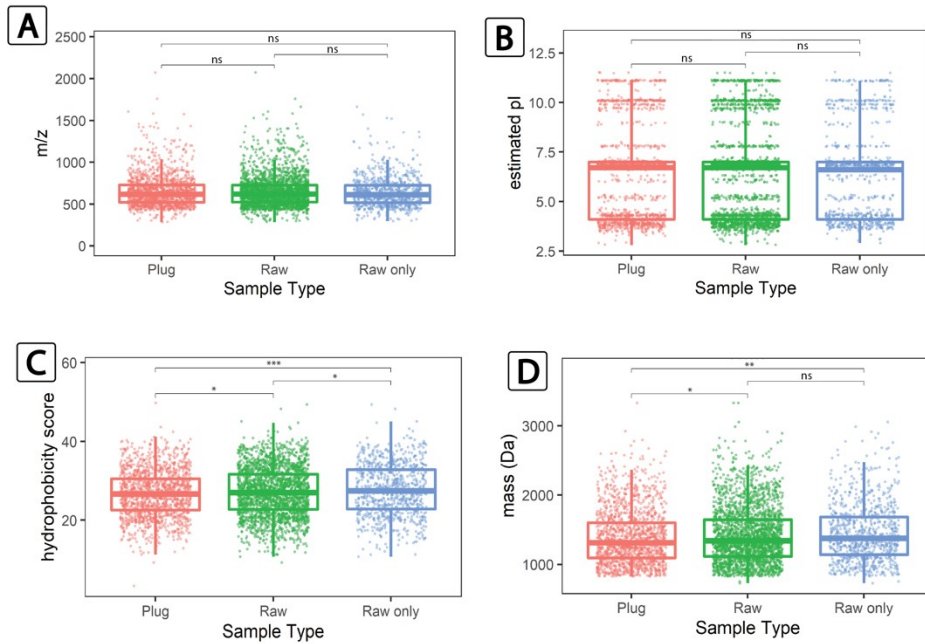 A
2500
2000
1500
1000
500
0
m/z
ns
ns
ns
Plug Raw Raw only
Sample Type
B
12.5
10.0
7.5
5.0
2.5
estimated pI
ns
ns
ns
Plug Raw Raw only
Sample Type
C
60
40
20
hydrophobicity score
***
*
*
Plug Raw Raw only
Sample Type
D
3000
2000
1000
mass (Da)
**
*
ns
Plug Raw Raw only
Sample Type